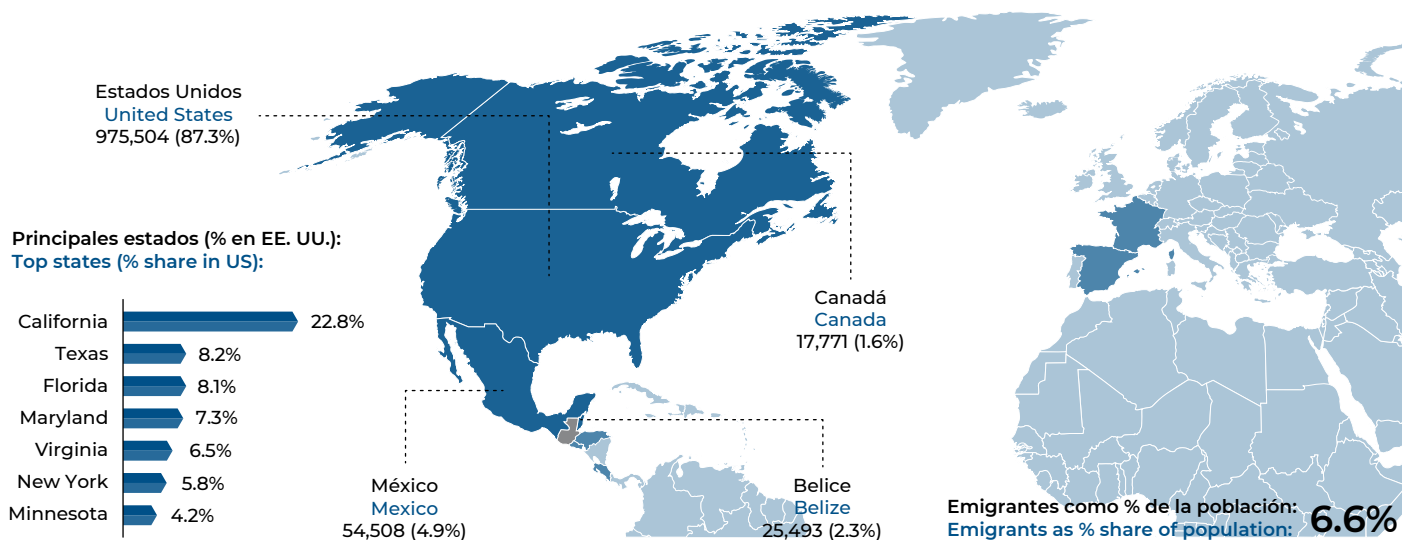 Estados Unidos
United States
975,504 (87.3%)
Principales estados (% en EE. UU.):
Top states (% share in US):
California 22.8%
Texas 8.2%
Florida 8.1%
Maryland 7.3%
Virginia 6.5%
New York 5.8%
Minnesota 4.2%
Canadá
Canada
17,771 (1.6%)
México
Mexico
54,508 (4.9%)
Belice
Belize
25,493 (2.3%)
Emigrantes como % de la población:
Emigrants as % share of population:
6.6%